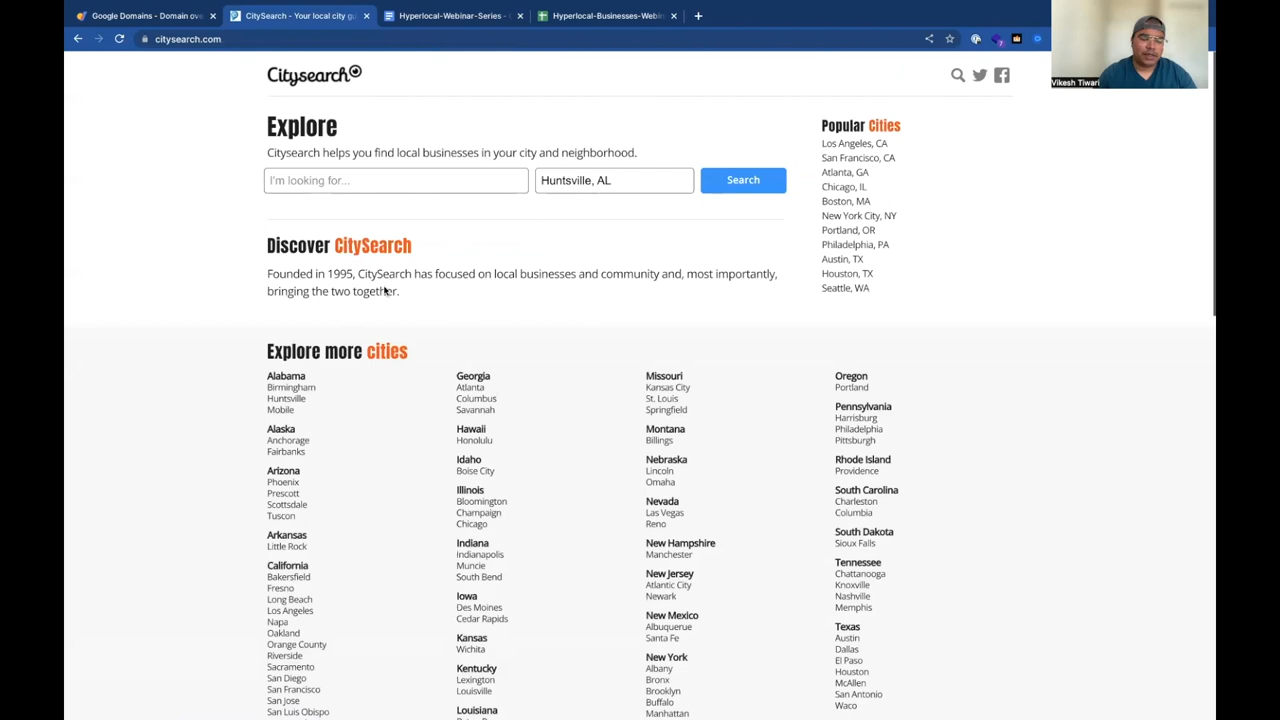 Google Domains - Domain ove
CitySearch - Your local city gu
Hyperlocal-Webinar-Series -
Hyperlocal-Businesses-Webin
citysearch.com
Vikesh Tiwari
Citysearch
Explore
Citysearch helps you find local businesses in your city and neighborhood.
I'm looking for...
Huntsville, AL
Search
Discover CitySearch
Founded in 1995, CitySearch has focused on local businesses and community and, most importantly,
bringing the two together.
Popular Cities
Los Angeles, CA
San Francisco, CA
Atlanta, GA
Chicago, IL
Boston, MA
New York City, NY
Portland, OR
Philadelphia, PA
Austin, TX
Houston, TX
Seattle, WA
Explore more cities
Alabama
Birmingham
Huntsville
Mobile
Alaska
Anchorage
Fairbanks
Arizona
Phoenix
Prescott
Scottsdale
Tuscon
Arkansas
Little Rock
California
Bakersfield
Fresno
Long Beach
Los Angeles
Napa
Oakland
Orange County
Riverside
Sacramento
San Diego
San Francisco
San Jose
San Luis Obispo
Georgia
Atlanta
Columbus
Savannah
Hawaii
Honolulu
Idaho
Boise City
Illinois
Bloomington
Champaign
Chicago
Indiana
Indianapolis
Muncie
South Bend
Iowa
Des Moines
Cedar Rapids
Kansas
Wichita
Kentucky
Lexington
Louisville
Louisiana
Missouri
Kansas City
St. Louis
Springfield
Montana
Billings
Nebraska
Lincoln
Omaha
Nevada
Las Vegas
Reno
New Hampshire
Manchester
New Jersey
Atlantic City
Newark
New Mexico
Albuquerque
Santa Fe
New York
Albany
Bronx
Brooklyn
Buffalo
Manhattan
Oregon
Portland
Pennsylvania
Harrisburg
Philadelphia
Pittsburgh
Rhode Island
Providence
South Carolina
Charleston
Columbia
South Dakota
Sioux Falls
Tennessee
Chattanooga
Knoxville
Nashville
Memphis
Texas
Austin
Dallas
El Paso
Houston
McAllen
San Antonio
Waco